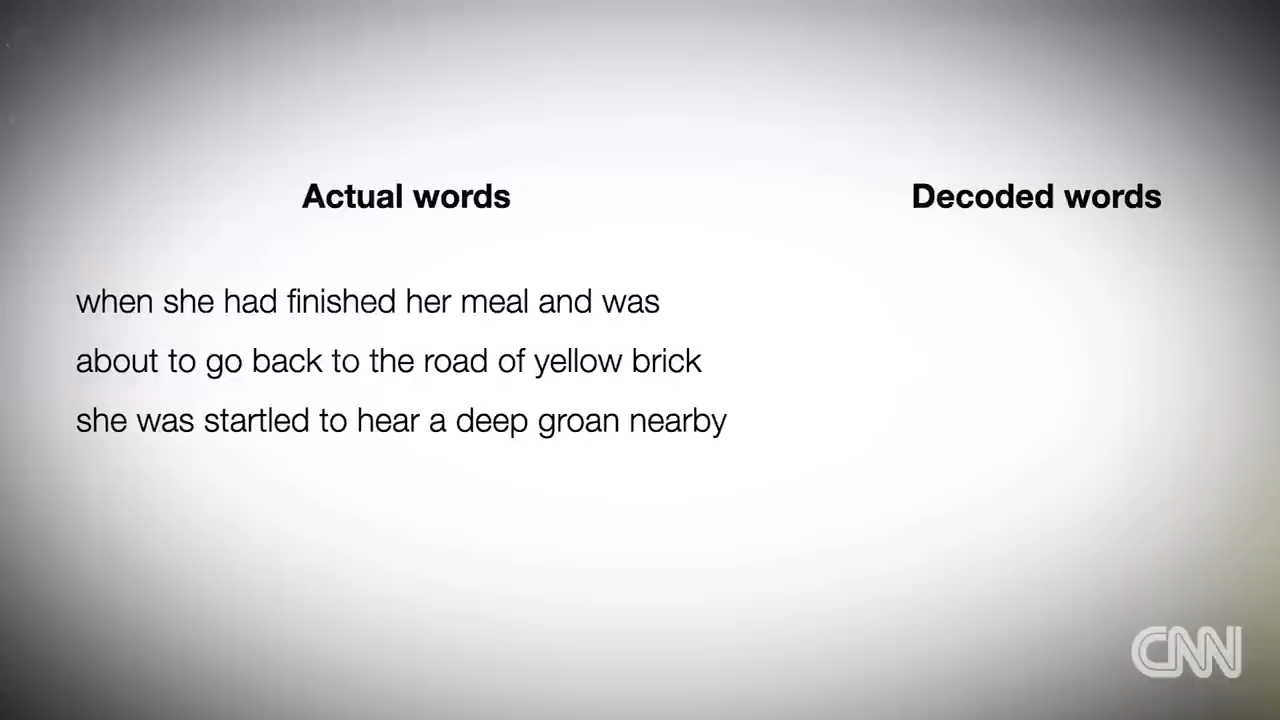 Actual words
Decoded words
when she had finished her meal and was
about to go back to the road of yellow brick
she was startled to hear a deep groan nearby
CNN